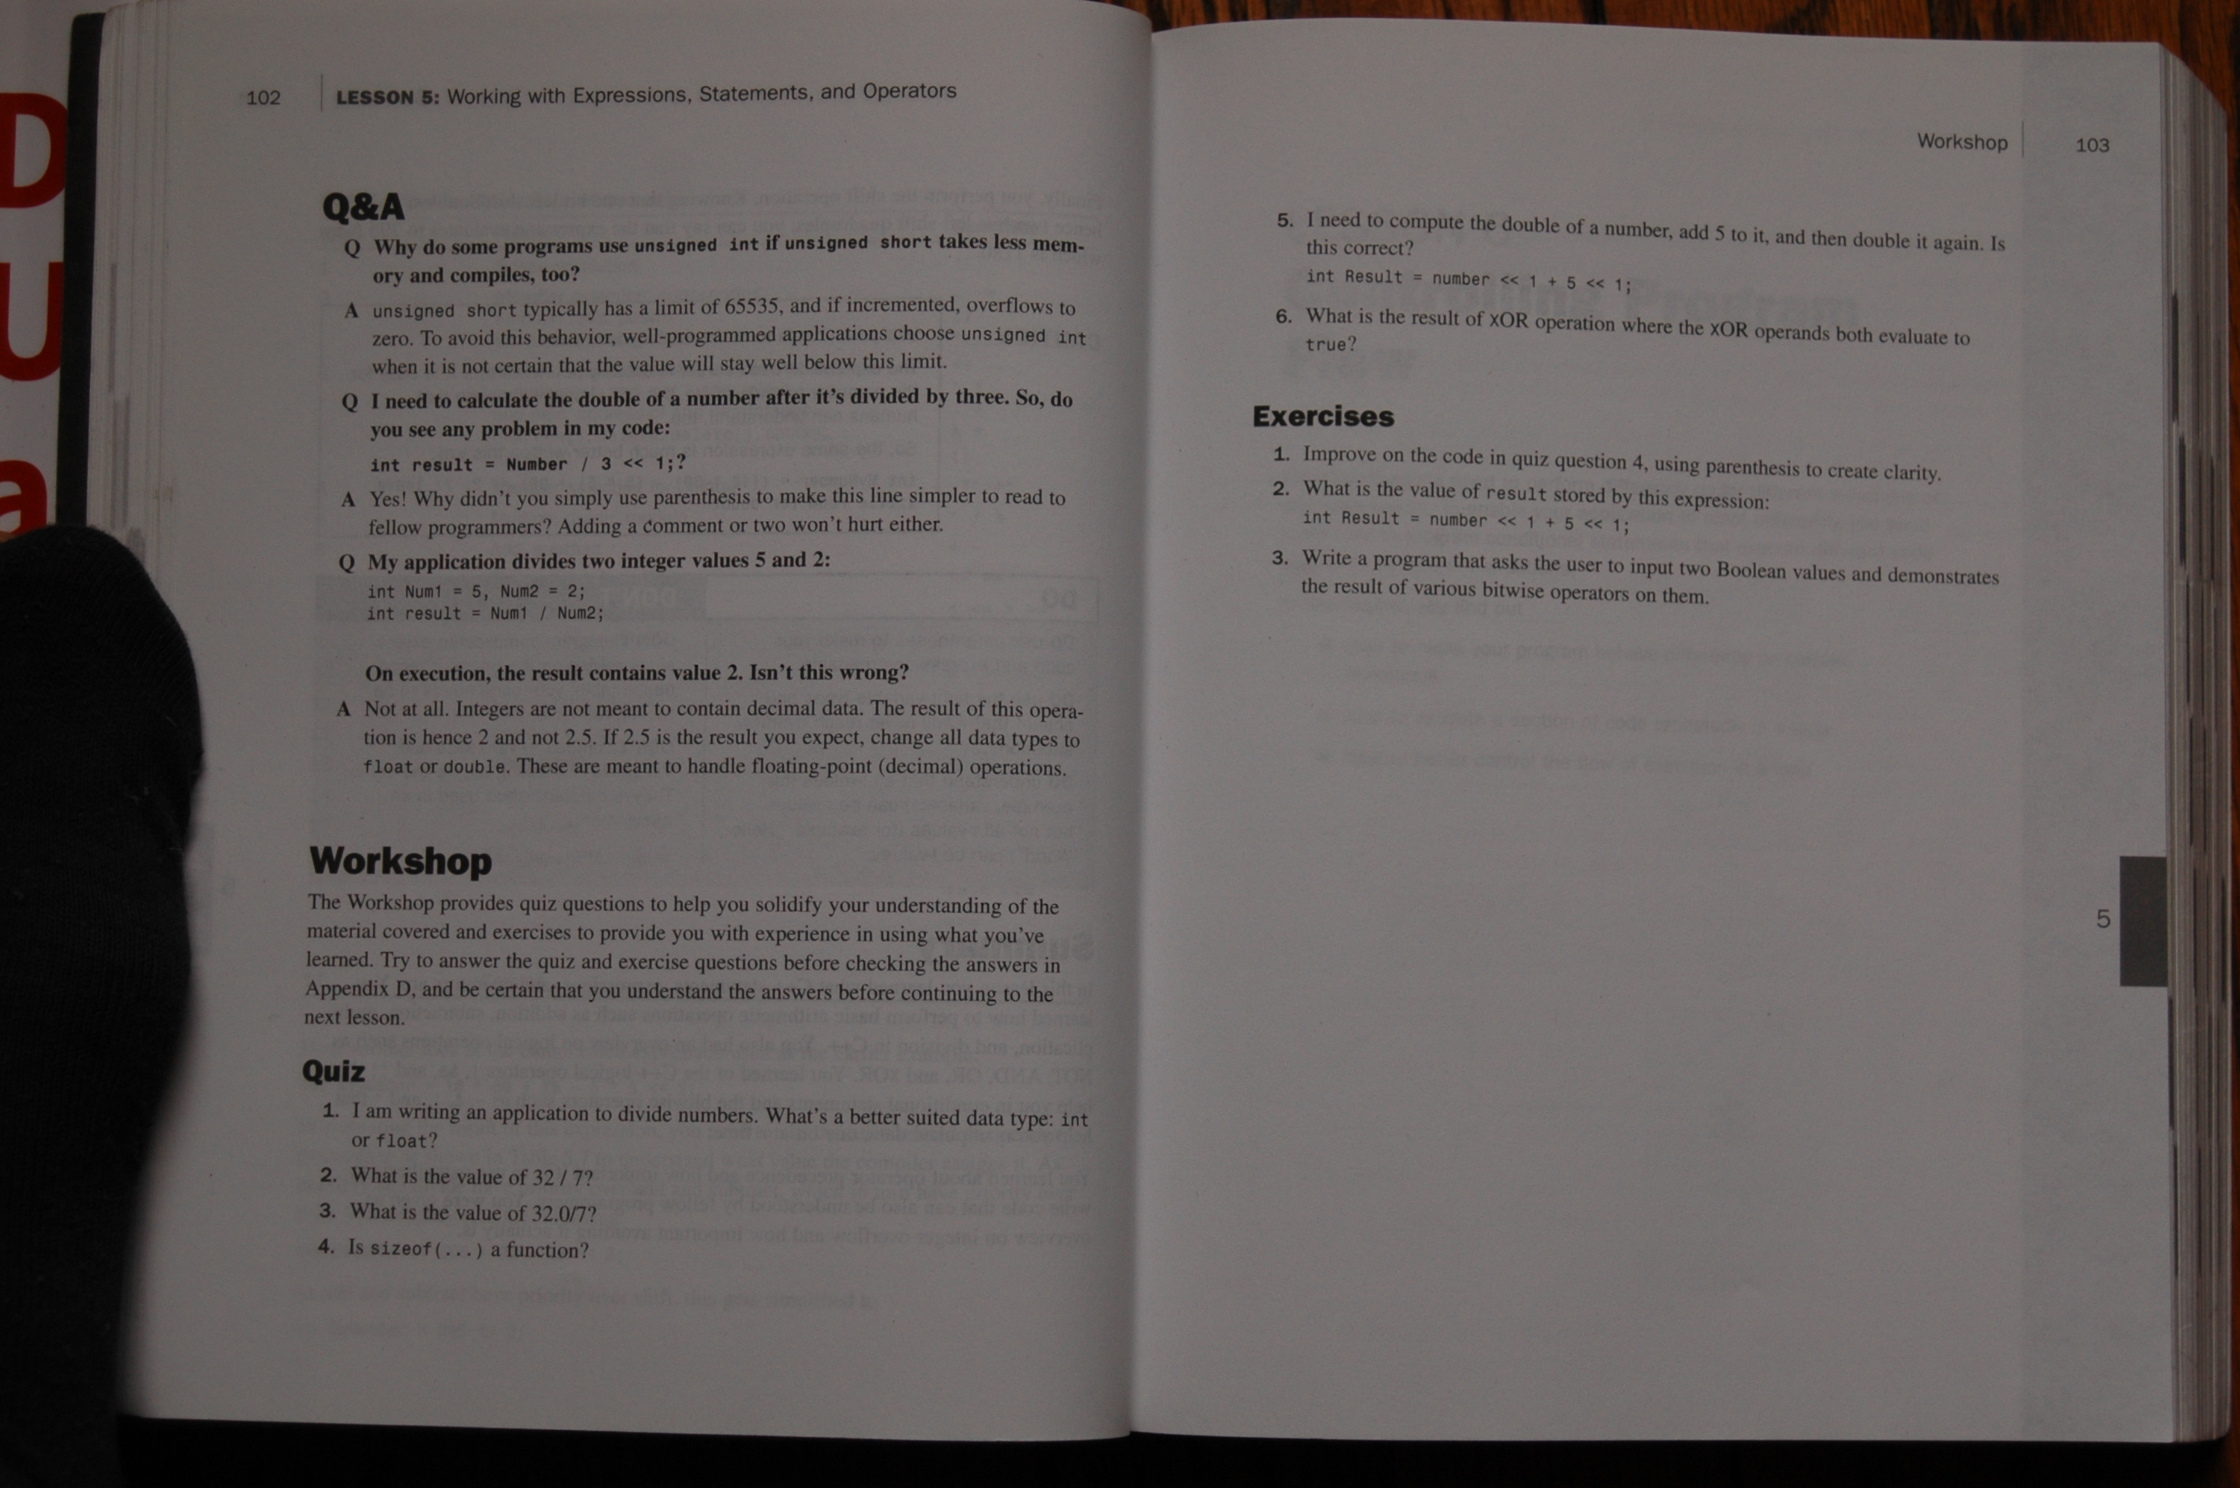 D
U
a
102 LESSON 5: Working with Expressions, Statements, and Operators
Q&A
Q Why do some programs use unsigned int if unsigned short takes less mem-
ory and compiles, too?
A unsigned short typically has a limit of 65535, and if incremented, overflows to
zero. To avoid this behavior, well-programmed applications choose unsigned int
when it is not certain that the value will stay well below this limit.
Q I need to calculate the double of a number after it's divided by three. So, do
you see any problem in my code:
int result = Number / 3 << 1;?
A Yes! Why didn't you simply use parenthesis to make this line simpler to read to
fellow programmers? Adding a comment or two won't hurt either.
Q My application divides two integer values 5 and 2:
int Num1 = 5, Num2 = 2;
int result = Num1 / Num2;
On execution, the result contains value 2. Isn't this wrong?
A Not at all. Integers are not meant to contain decimal data. The result of this opera-
tion is hence 2 and not 2.5. If 2.5 is the result you expect, change all data types to
float or double. These are meant to handle floating-point (decimal) operations.
Workshop
The Workshop provides quiz questions to help you solidify your understanding of the
material covered and exercises to provide you with experience in using what you've
learned. Try to answer the quiz and exercise questions before checking the answers in
Appendix D, and be certain that you understand the answers before continuing to the
next lesson.
Quiz
1. I am writing an application to divide numbers. What's a better suited data type: int
or float?
2. What is the value of 32 / 7?
3. What is the value of 32.0/7?
4. Is sizeof(...) a function?
Workshop 103
5. I need to compute the double of a number, add 5 to it, and then double it again. Is
this correct?
int Result = number << 1 + 5 << 1;
6. What is the result of XOR operation where the XOR operands both evaluate to
true?
Exercises
1. Improve on the code in quiz question 4, using parenthesis to create clarity.
2. What is the value of result stored by this expression:
int Result = number << 1 + 5 << 1;
3. Write a program that asks the user to input two Boolean values and demonstrates
the result of various bitwise operators on them.
5